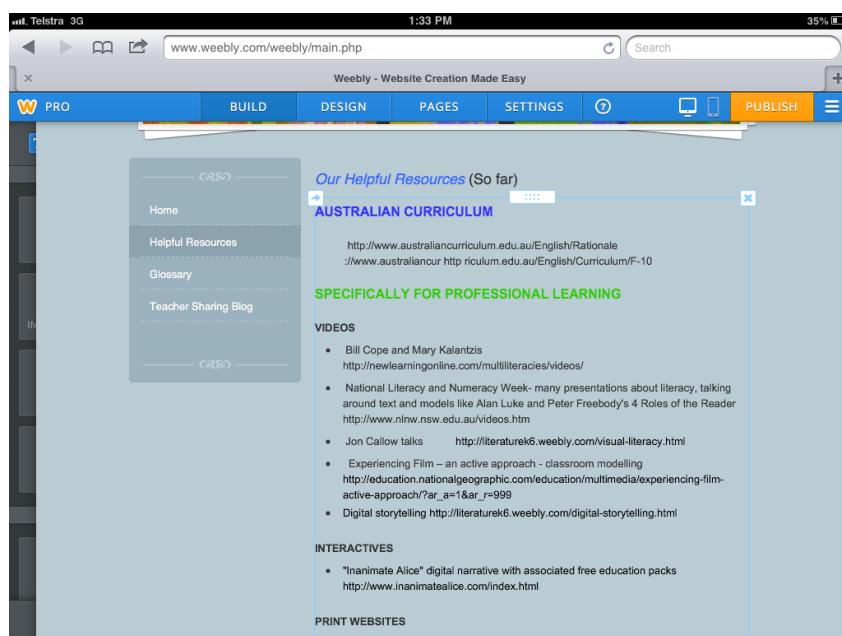 Telstra 3G 1:33 PM 35%
www.weebly.com/weebly/main.php Search
Weebly - Website Creation Made Easy
PRO BUILD DESIGN PAGES SETTINGS ? PUBLISH
Our Helpful Resources (So far)
Home
Helpful Resources
Glossary
Teacher Sharing Blog
AUSTRALIAN CURRICULUM
http://www.australiancurriculum.edu.au/English/Rationale
://www.australiancur http riculum.edu.au/English/Curriculum/F-10
SPECIFICALLY FOR PROFESSIONAL LEARNING
VIDEOS
• Bill Cope and Mary Kalantzis
http://newlearningonline.com/multiliteracies/videos/
• National Literacy and Numeracy Week- many presentations about literacy, talking
around text and models like Alan Luke and Peter Freebody's 4 Roles of the Reader
http://www.nlnw.nsw.edu.au/videos.htm
• Jon Callow talks http://literaturek6.weebly.com/visual-literacy.html
• Experiencing Film – an active approach - classroom modelling
http://education.nationalgeographic.com/education/multimedia/experiencing-film-
active-approach/?ar_a=1&ar_r=999
• Digital storytelling http://literaturek6.weebly.com/digital-storytelling.html
INTERACTIVES
• "Inanimate Alice" digital narrative with associated free education packs
http://www.inanimatealice.com/index.html
PRINT WEBSITES